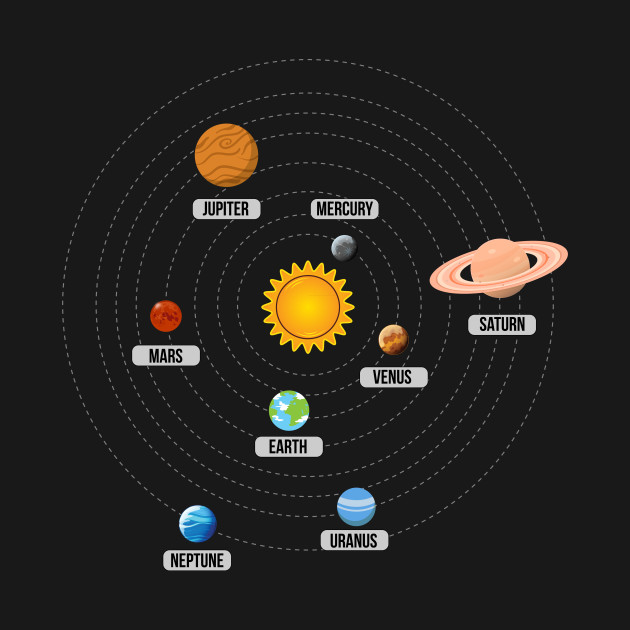 JUPITER
MERCURY
SATURN
MARS
VENUS
EARTH
URANUS
NEPTUNE